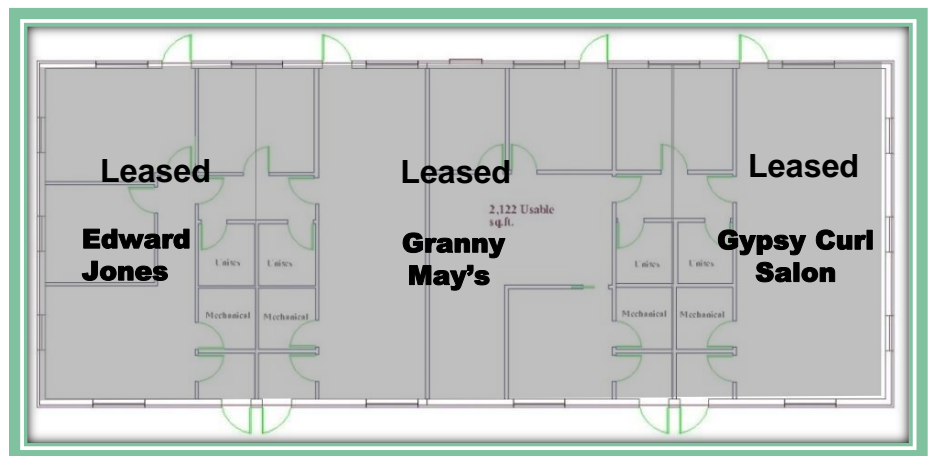 Leased
Edward
Jones
Leased
2,122 Usable
sq.ft.
Granny
May's
Leased
Gypsy Curl
Salon
Unisex
Unisex
Unisex
Unisex
Mechanical
Mechanical
Mechanical
Mechanical